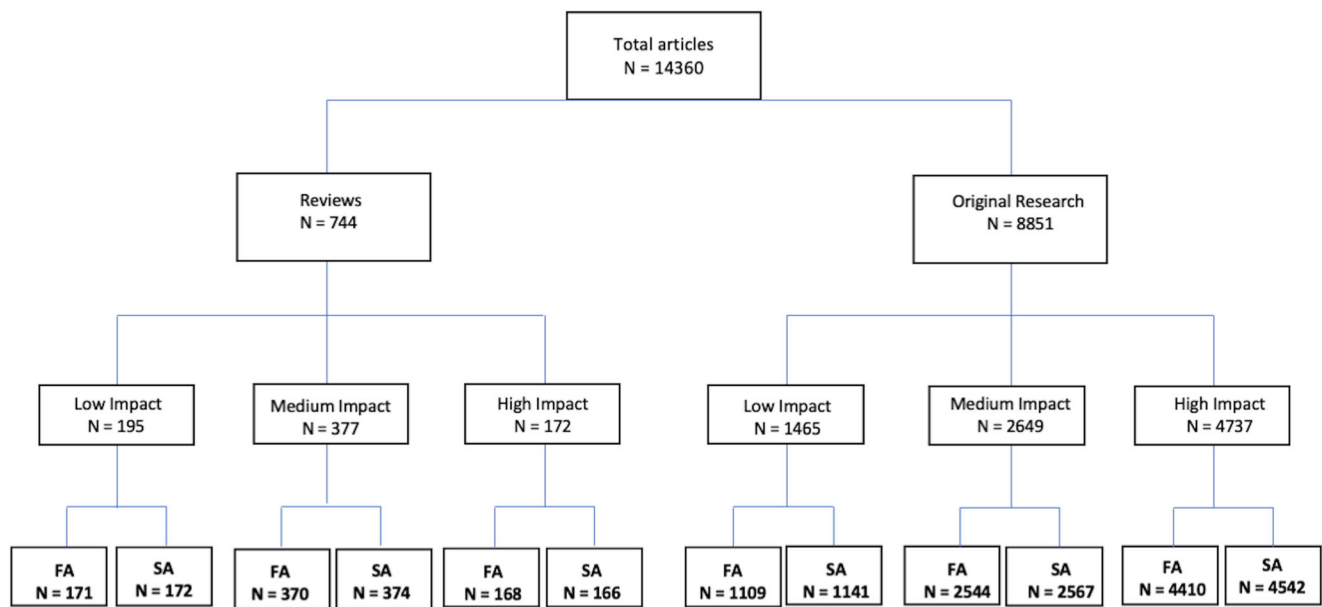 Total articles
N = 14360
Reviews
N = 744
Original Research
N = 8851
Low Impact
N = 195
Medium Impact
N = 377
High Impact
N = 172
Low Impact
N = 1465
Medium Impact
N = 2649
High Impact
N = 4737
FA
N = 171
SA
N = 172
FA
N = 370
SA
N = 374
FA
N = 168
SA
N = 166
FA
N = 1109
SA
N = 1141
FA
N = 2544
SA
N = 2567
FA
N = 4410
SA
N = 4542